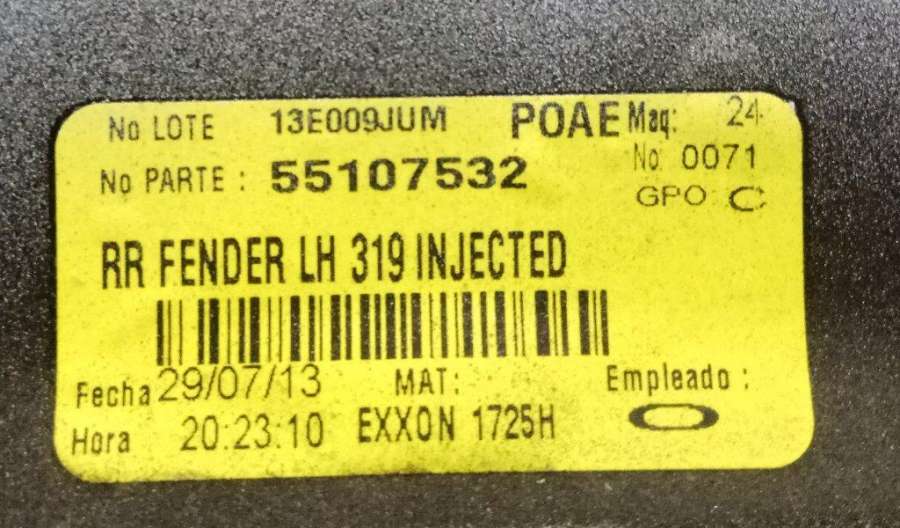 No LOTE 13E009JUM POAE Maq: 24
No PARTE : 55107532 No 0071
GPO C
RR FENDER LH 319 INJECTED
Fecha 29/07/13 MAT: Empleado :
Hora 20:23:10 EXXON 1725H 0